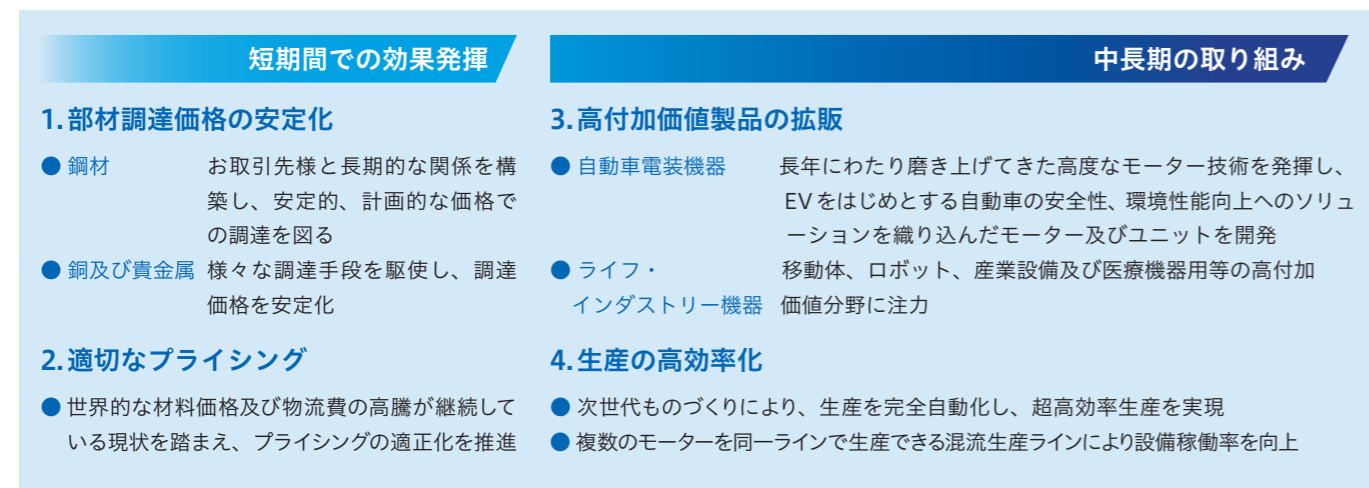 短期間での効果発揮
1.部材調達価格の安定化
● 鋼材 お取引先様と長期的な関係を構
築し、安定的、計画的な価格で
の調達を図る
● 銅及び貴金属 様々な調達手段を駆使し、調達
価格を安定化
2.適切なプライシング
● 世界的な材料価格及び物流費の高騰が継続して
いる現状を踏まえ、プライシングの適正化を推進
中長期の取り組み
3.高付加価値製品の拡販
● 自動車電装機器 長年にわたり磨き上げてきた高度なモーター技術を発揮し、
EVをはじめとする自動車の安全性、環境性能向上へのソリュ
ーションを織り込んだモーター及びユニットを開発
● ライフ・ 移動体、ロボット、産業設備及び医療機器用等の高付加
インダストリー機器 価値分野に注力
4.生産の高効率化
● 次世代ものづくりにより、生産を完全自動化し、超高効率生産を実現
● 複数のモーターを同一ラインで生産できる混流生産ラインにより設備稼働率を向上